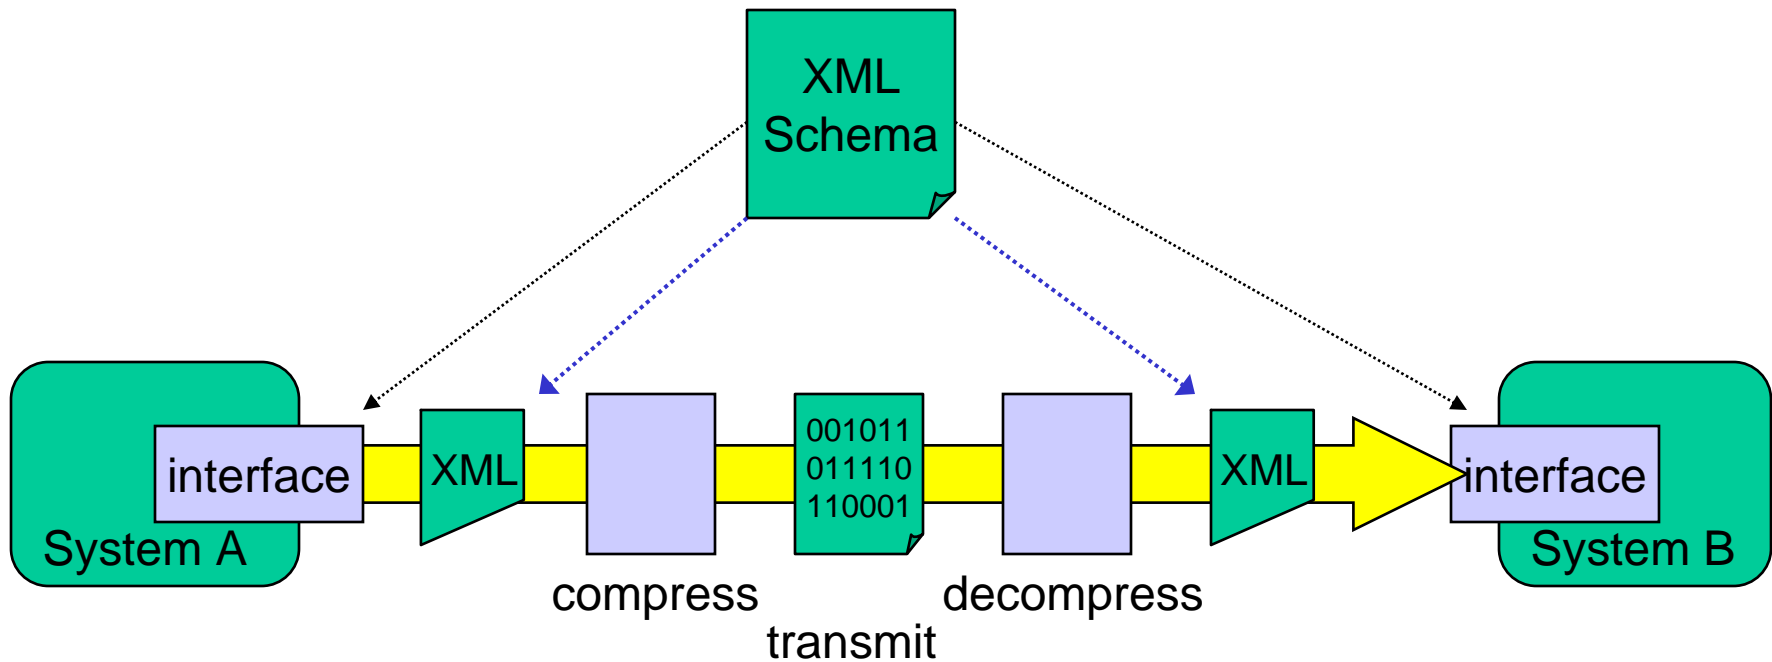 XML
Schema
interface
System A
XML
001011
011110
110001
XML
interface
System B
compress
decompress
transmit